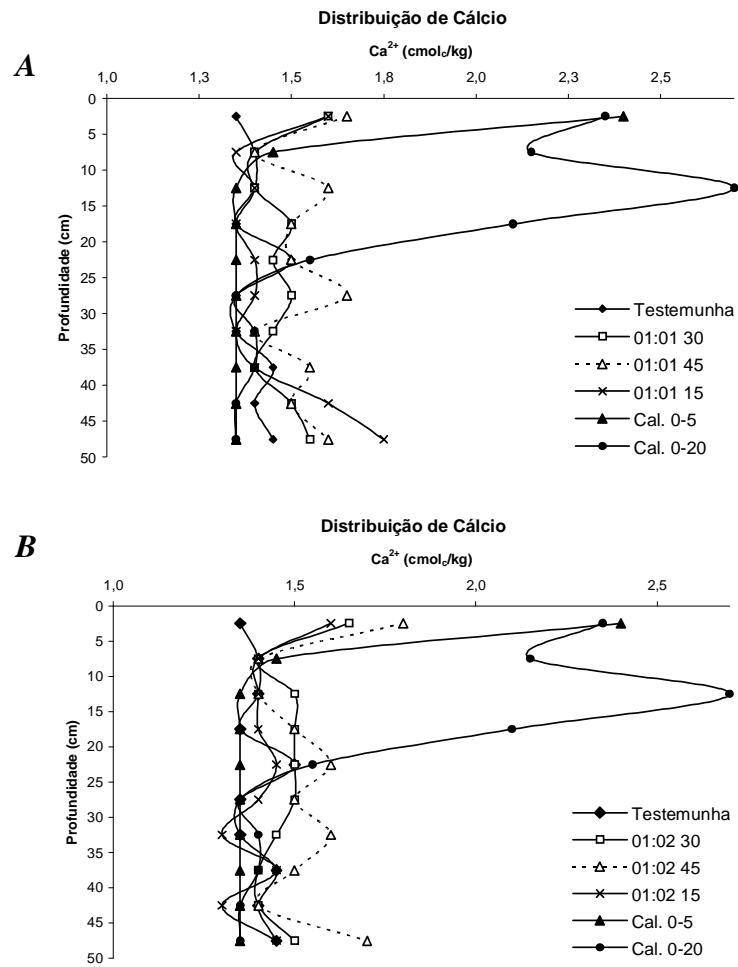 Distribuição de Cálcio
A
Ca2+ (cmolc/kg)
1,0 1,3 1,5 1,8 2,0 2,3 2,5
0
5
10
15
20
25
30
35
40
45
50
Profundidade (cm)
Testemunha
01:01 30
01:01 45
01:01 15
Cal. 0-5
Cal. 0-20
Distribuição de Cálcio
B
Ca2+ (cmolc/kg)
1,0 1,5 2,0 2,5
0
5
10
15
20
25
30
35
40
45
50
Profundidade (cm)
Testemunha
01:02 30
01:02 45
01:02 15
Cal. 0-5
Cal. 0-20